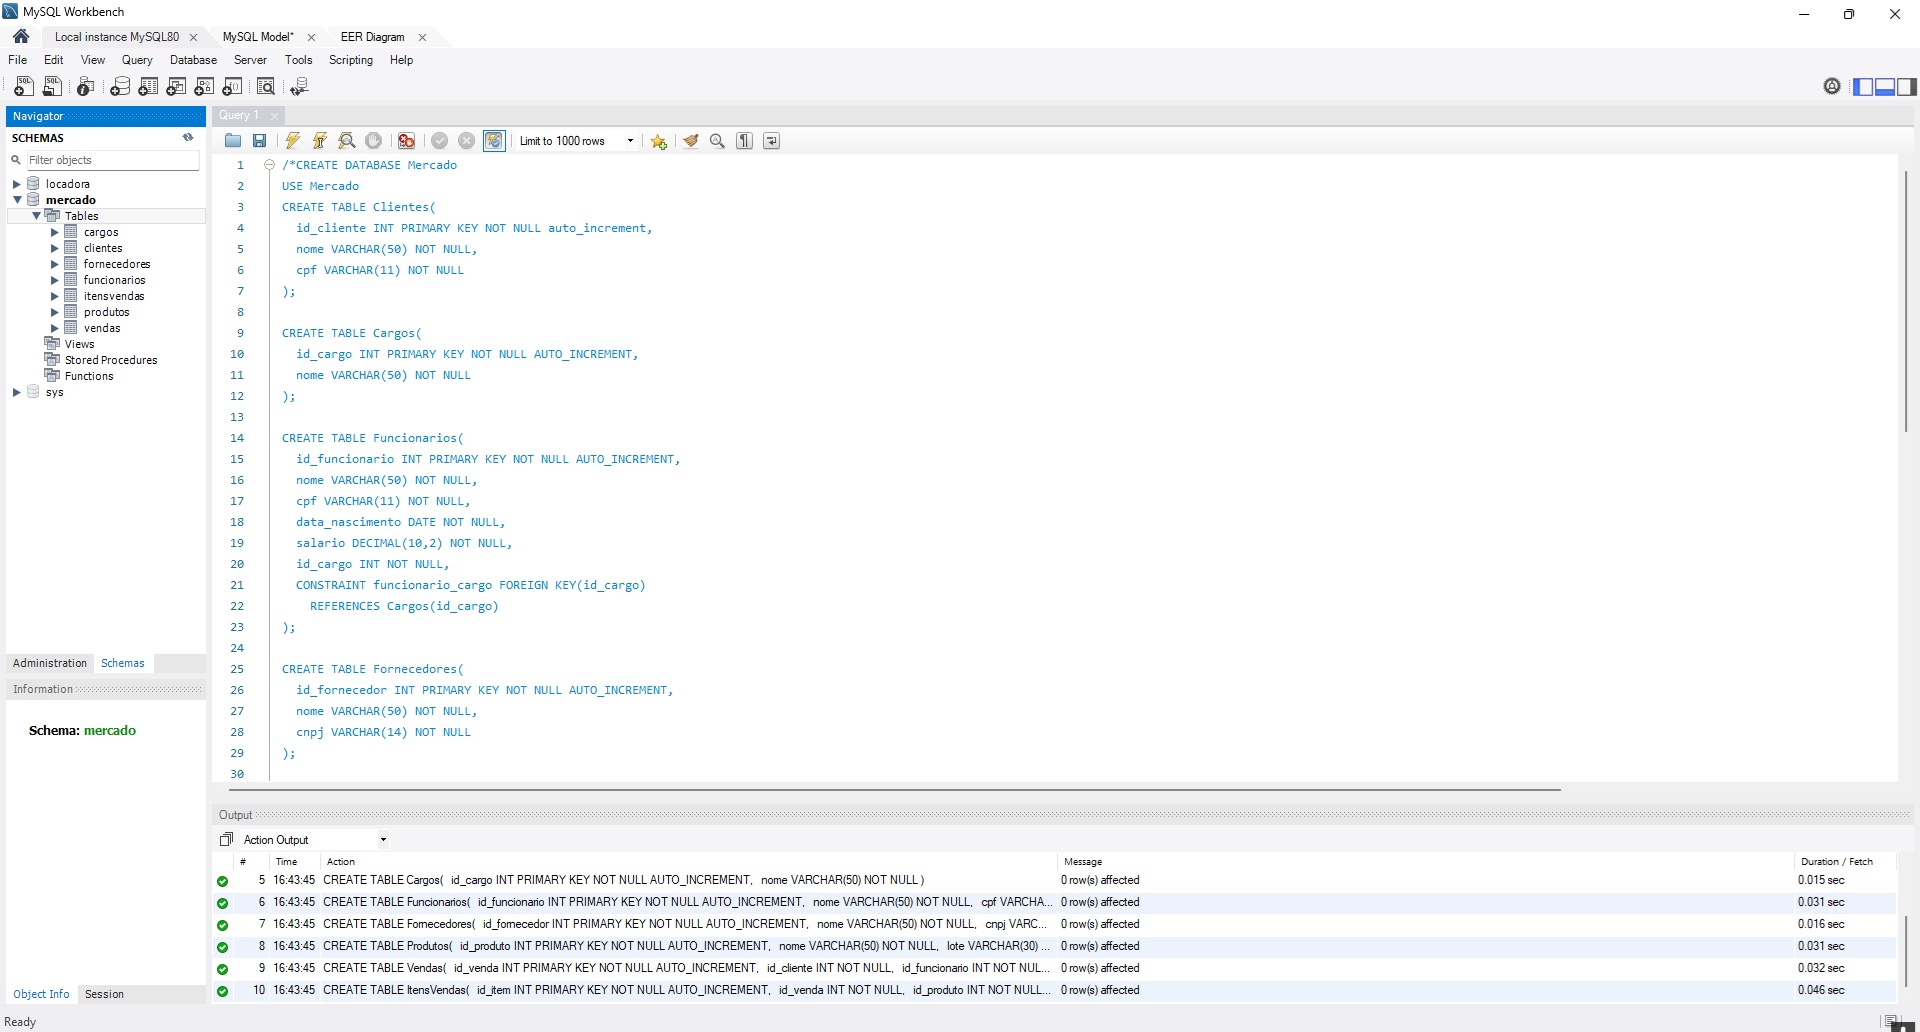 MySQL Workbench
Local instance MySQL80
MySQL Model*
EER Diagram
File Edit View Query Database Server Tools Scripting Help
Navigator
SCHEMAS
Filter objects
locadora
mercado
Tables
cargos
clientes
fornecedores
funcionarios
itensvendas
produtos
vendas
Views
Stored Procedures
Functions
sys
Administration Schemas
Information
Schema: mercado
Object Info Session
Query 1
Limit to 1000 rows
1 /*CREATE DATABASE Mercado
2 USE Mercado
3 CREATE TABLE Clientes(
4 id_cliente INT PRIMARY KEY NOT NULL auto_increment,
5 nome VARCHAR(50) NOT NULL,
6 cpf VARCHAR(11) NOT NULL
7 );
8
9 CREATE TABLE Cargos(
10 id_cargo INT PRIMARY KEY NOT NULL AUTO_INCREMENT,
11 nome VARCHAR(50) NOT NULL
12 );
13
14 CREATE TABLE Funcionarios(
15 id_funcionario INT PRIMARY KEY NOT NULL AUTO_INCREMENT,
16 nome VARCHAR(50) NOT NULL,
17 cpf VARCHAR(11) NOT NULL,
18 data_nascimento DATE NOT NULL,
19 salario DECIMAL(10,2) NOT NULL,
20 id_cargo INT NOT NULL,
21 CONSTRAINT funcionario_cargo FOREIGN KEY(id_cargo)
22 REFERENCES Cargos(id_cargo)
23 );
24
25 CREATE TABLE Fornecedores(
26 id_fornecedor INT PRIMARY KEY NOT NULL AUTO_INCREMENT,
27 nome VARCHAR(50) NOT NULL,
28 cnpj VARCHAR(14) NOT NULL
29 );
30
Output
Action Output
# Time Action Message Duration / Fetch
5 16:43:45 CREATE TABLE Cargos( id_cargo INT PRIMARY KEY NOT NULL AUTO_INCREMENT, nome VARCHAR(50) NOT NULL ) 0 row(s) affected 0.015 sec
6 16:43:45 CREATE TABLE Funcionarios( id_funcionario INT PRIMARY KEY NOT NULL AUTO_INCREMENT, nome VARCHAR(50) NOT NULL, cpf VARCHA... 0 row(s) affected 0.031 sec
7 16:43:45 CREATE TABLE Fornecedores( id_fornecedor INT PRIMARY KEY NOT NULL AUTO_INCREMENT, nome VARCHAR(50) NOT NULL, cnpj VARC... 0 row(s) affected 0.016 sec
8 16:43:45 CREATE TABLE Produtos( id_produto INT PRIMARY KEY NOT NULL AUTO_INCREMENT, nome VARCHAR(50) NOT NULL, lote VARCHAR(30) ... 0 row(s) affected 0.031 sec
9 16:43:45 CREATE TABLE Vendas( id_venda INT PRIMARY KEY NOT NULL AUTO_INCREMENT, id_cliente INT NOT NULL, id_funcionario INT NOT NUL... 0 row(s) affected 0.032 sec
10 16:43:45 CREATE TABLE ItensVendas( id_item INT PRIMARY KEY NOT NULL AUTO_INCREMENT, id_venda INT NOT NULL, id_produto INT NOT NULL... 0 row(s) affected 0.046 sec
Ready